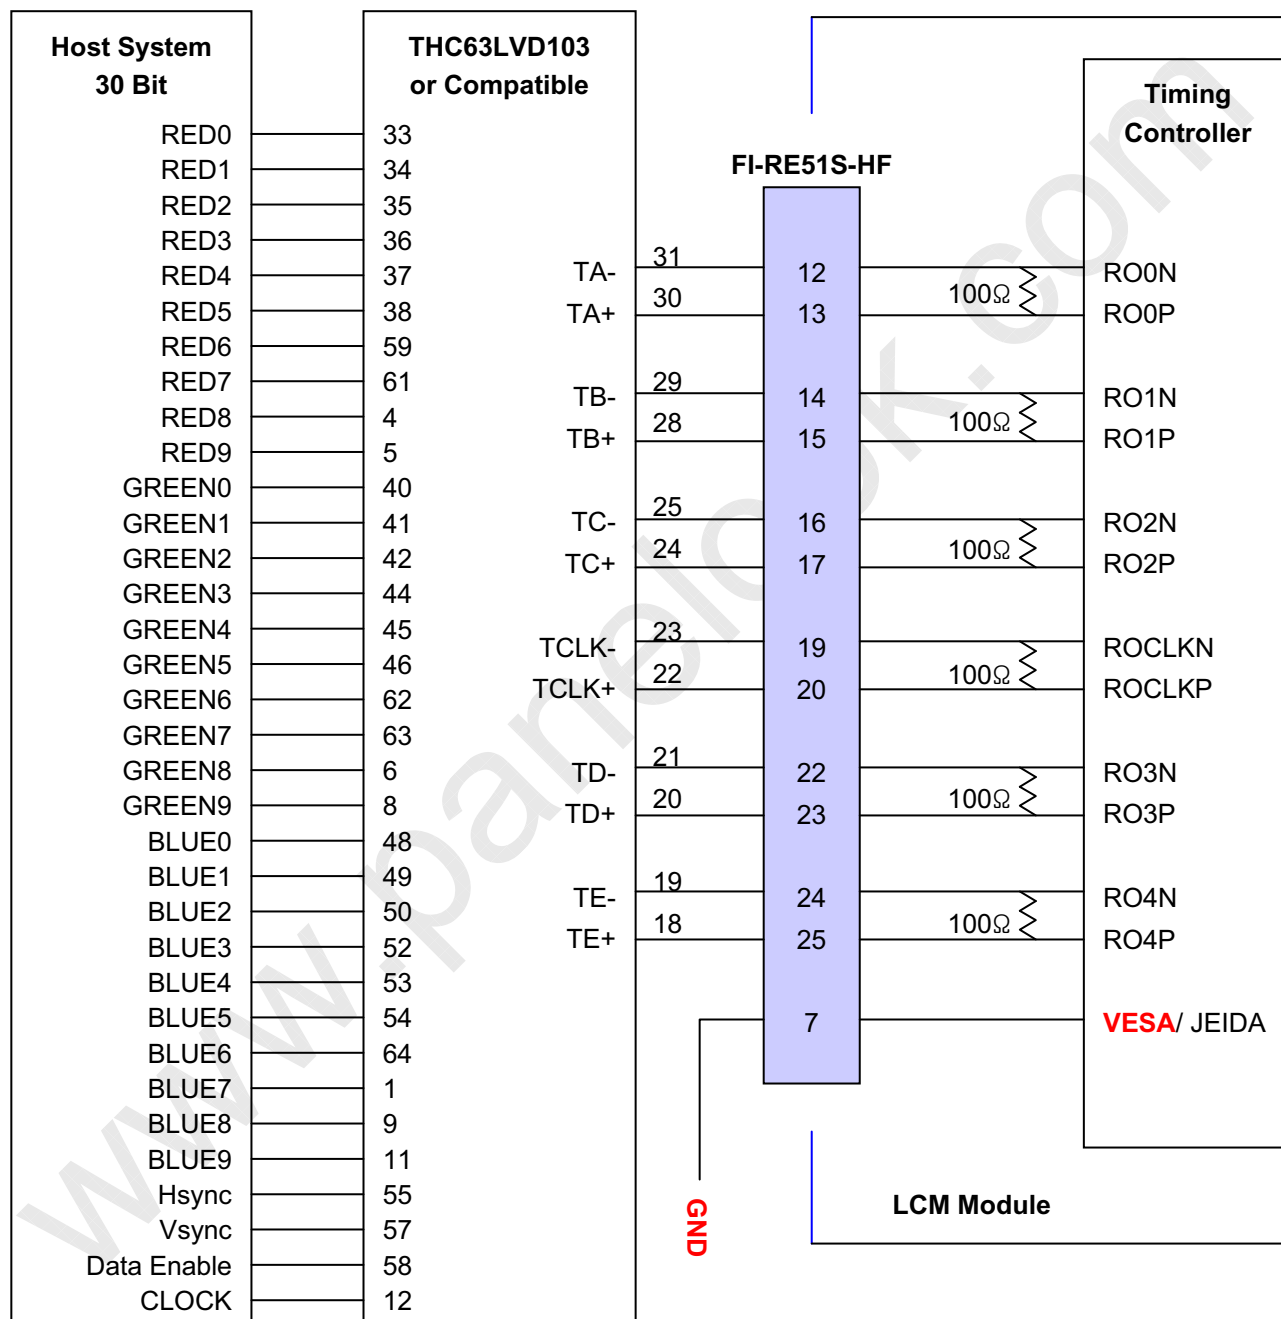 Host System
30 Bit
THC63LVD103
or Compatible
Timing
Controller
FI-RE51S-HF
RED0 33
RED1 34
RED2 35
RED3 36
RED4 37
RED5 38
RED6 59
RED7 61
RED8 4
RED9 5
GREEN0 40
GREEN1 41
GREEN2 42
GREEN3 44
GREEN4 45
GREEN5 46
GREEN6 62
GREEN7 63
GREEN8 6
GREEN9 8
BLUE0 48
BLUE1 49
BLUE2 50
BLUE3 52
BLUE4 53
BLUE5 54
BLUE6 64
BLUE7 1
BLUE8 9
BLUE9 11
Hsync 55
Vsync 57
Data Enable 58
CLOCK 12
TA- 31 12 RO0N
100Ω
TA+ 30 13 RO0P
TB- 29 14 RO1N
100Ω
TB+ 28 15 RO1P
TC- 25 16 RO2N
100Ω
TC+ 24 17 RO2P
TCLK- 23 19 ROCLKN
100Ω
TCLK+ 22 20 ROCLKP
TD- 21 22 RO3N
100Ω
TD+ 20 23 RO3P
TE- 19 24 RO4N
100Ω
TE+ 18 25 RO4P
7 VESA/ JEIDA
GND
LCM Module
www.panelook.com